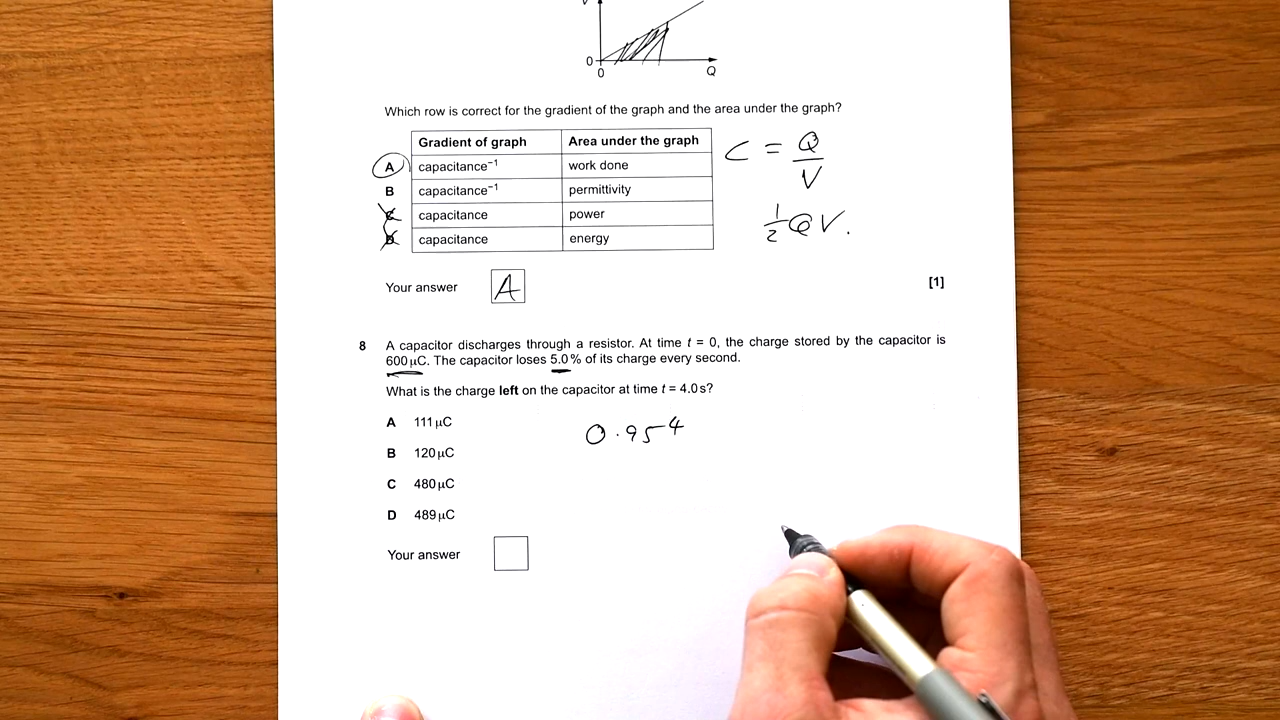 0
0
Q
Which row is correct for the gradient of the graph and the area under the graph?
Gradient of graph Area under the graph
A capacitance⁻¹ work done
B capacitance⁻¹ permittivity
C capacitance power
D capacitance energy
C = Q/V
½QV.
Your answer A [1]
8 A capacitor discharges through a resistor. At time t = 0, the charge stored by the capacitor is
600 μC. The capacitor loses 5.0 % of its charge every second.
What is the charge left on the capacitor at time t = 4.0 s?
A 111 μC
0.95⁴
B 120 μC
C 480 μC
D 489 μC
Your answer